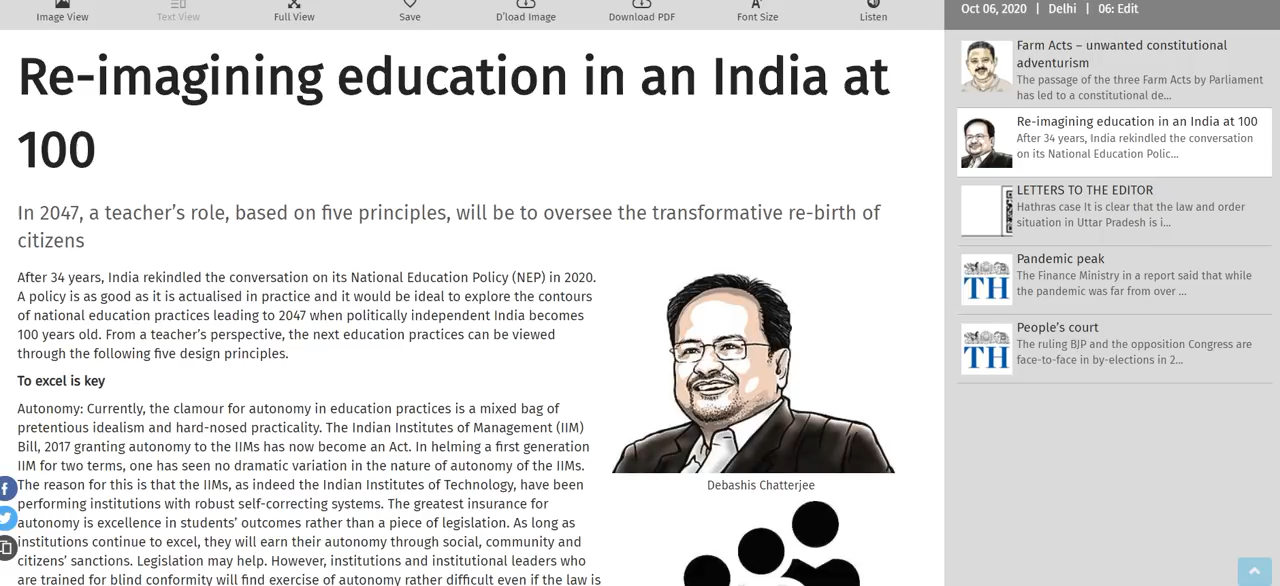 Image View
Text View
Full View
Save
D'load Image
Download PDF
Font Size
Listen
Re-imagining education in an India at
100
In 2047, a teacher's role, based on five principles, will be to oversee the transformative re-birth of
citizens
After 34 years, India rekindled the conversation on its National Education Policy (NEP) in 2020.
A policy is as good as it is actualised in practice and it would be ideal to explore the contours
of national education practices leading to 2047 when politically independent India becomes
100 years old. From a teacher's perspective, the next education practices can be viewed
through the following five design principles.
To excel is key
Autonomy: Currently, the clamour for autonomy in education practices is a mixed bag of
pretentious idealism and hard-nosed practicality. The Indian Institutes of Management (IIM)
Bill, 2017 granting autonomy to the IIMs has now become an Act. In helming a first generation
IIM for two terms, one has seen no dramatic variation in the nature of autonomy of the IIMs.
The reason for this is that the IIMs, as indeed the Indian Institutes of Technology, have been
performing institutions with robust self-correcting systems. The greatest insurance for
autonomy is excellence in students' outcomes rather than a piece of legislation. As long as
institutions continue to excel, they will earn their autonomy through social, community and
citizens' sanctions. Legislation may help. However, institutions and institutional leaders who
are trained for blind conformity will find exercise of autonomy rather difficult even if the law is
Debashis Chatterjee
Oct 06, 2020 | Delhi | 06: Edit
Farm Acts – unwanted constitutional
adventurism
The passage of the three Farm Acts by Parliament
has led to a constitutional de...
Re-imagining education in an India at 100
After 34 years, India rekindled the conversation
on its National Education Polic...
LETTERS TO THE EDITOR
Hathras case It is clear that the law and order
situation in Uttar Pradesh is i...
TH
Pandemic peak
The Finance Ministry in a report said that while
the pandemic was far from over ...
TH
People's court
The ruling BJP and the opposition Congress are
face-to-face in by-elections in 2...